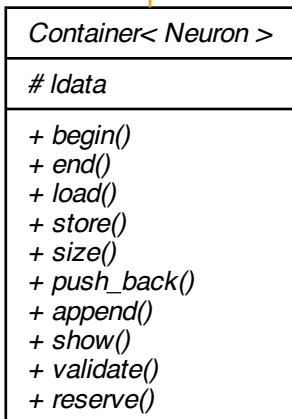 Container< Neuron >
# ldata
+ begin()
+ end()
+ load()
+ store()
+ size()
+ push_back()
+ append()
+ show()
+ validate()
+ reserve()